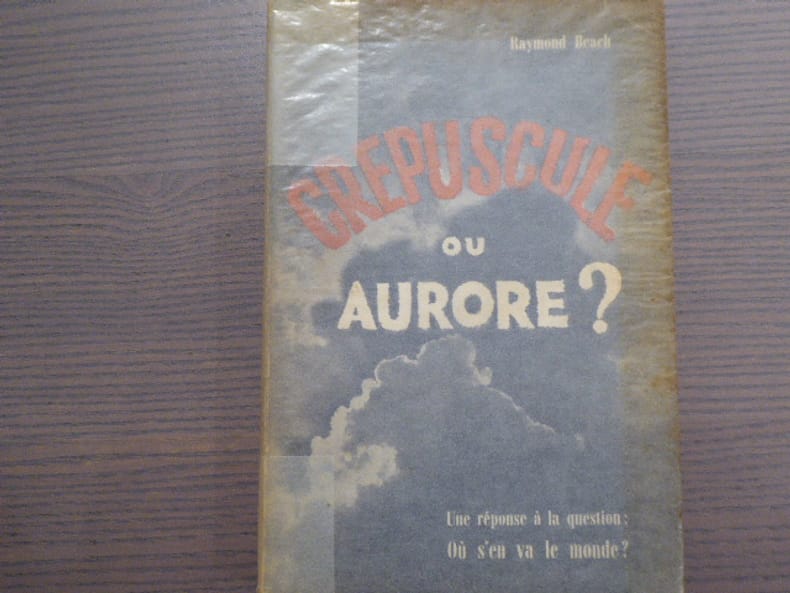 Raymond Beach
CREPUSCULE
OU
AURORE ?
Une réponse à la question :
Où s'en va le monde ?